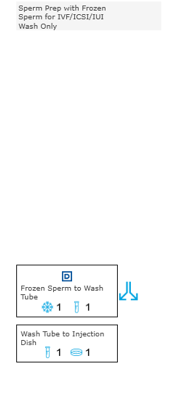 Sperm Prep with Frozen
Sperm for IVF/ICSI/IUI
Wash Only
D
Frozen Sperm to Wash
Tube
1 1
Wash Tube to Injection
Dish
1 1